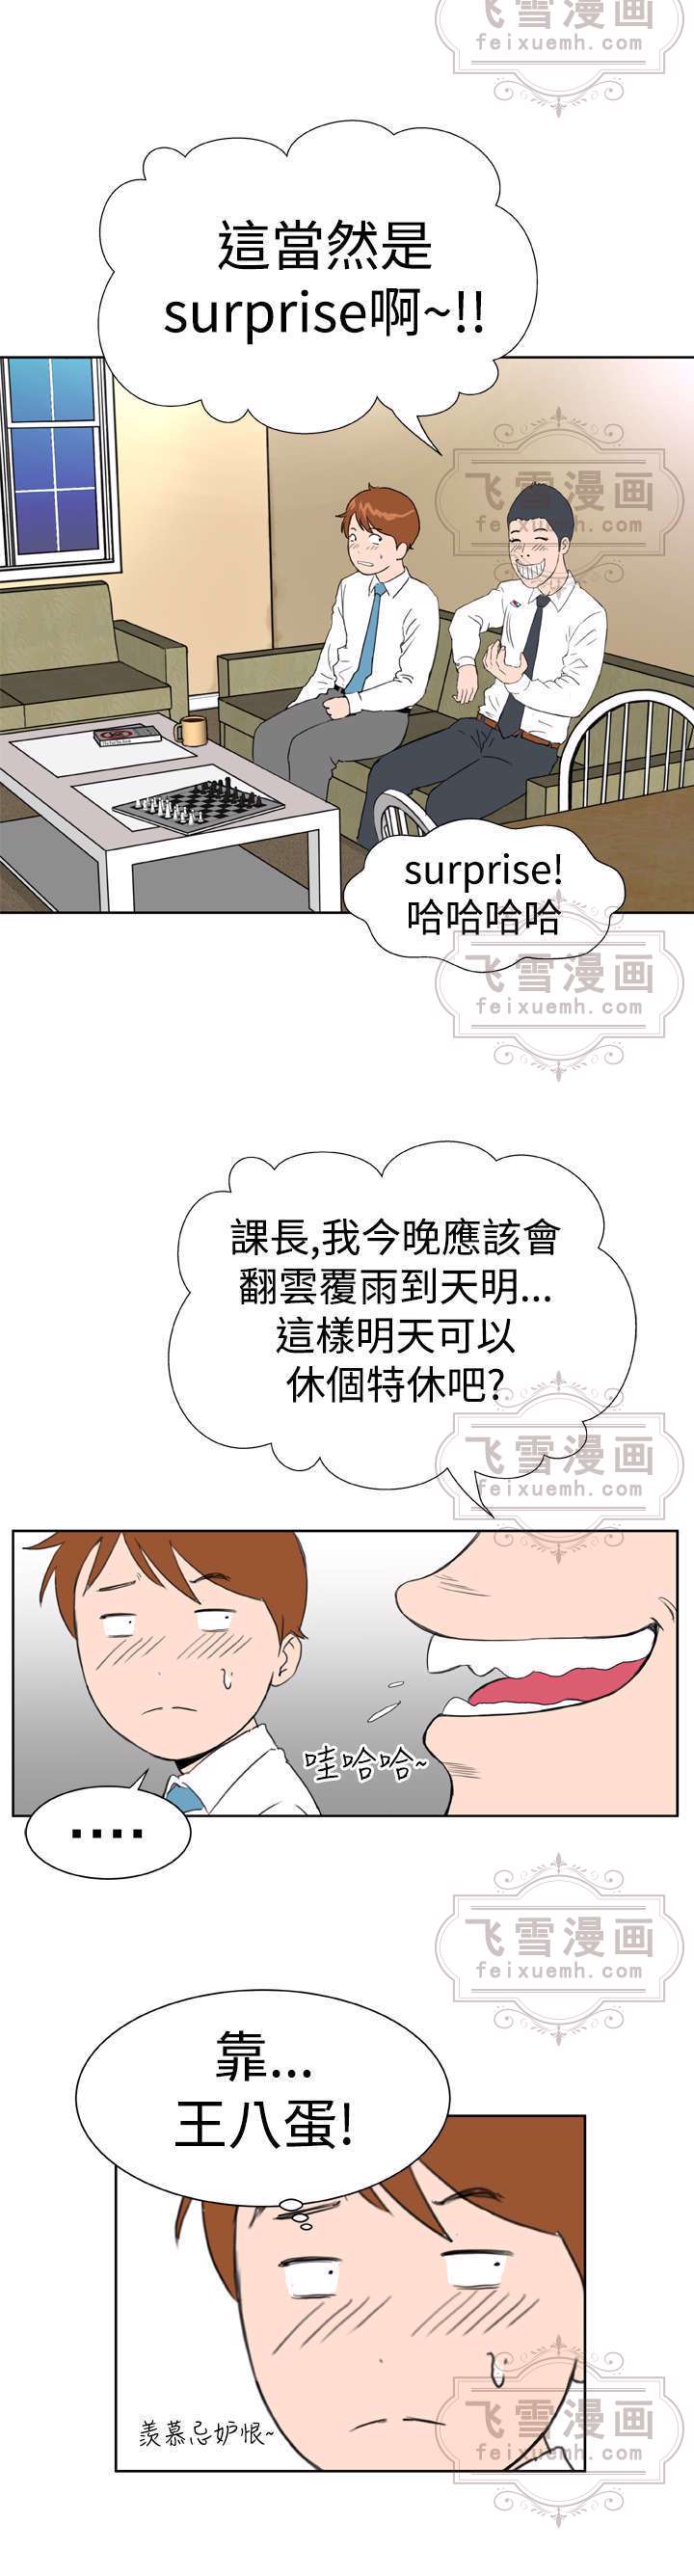 飞雪漫画
feixuemh.com
這當然是
surprise啊~!!
飞雪漫画
feixuemh.com
surprise!
哈哈哈哈
飞雪漫画
feixuemh.com
課長,我今晚應該會
翻雲覆雨到天明...
這樣明天可以
休個特休吧?
飞雪漫画
feixuemh.com
哇哈哈~
....
飞雪漫画
feixuemh.com
靠...
王八蛋!
飞雪漫画
feixuemh.com
羨慕忌妒恨~